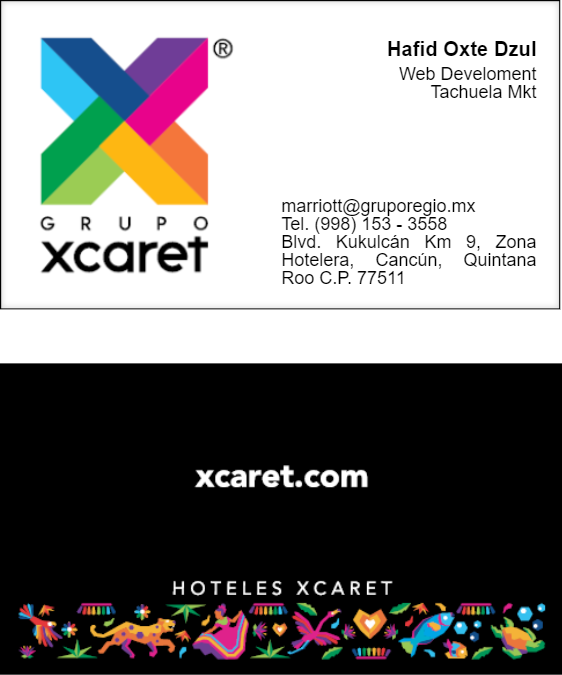 ®
GRUPO
xcaret
Hafid Oxte Dzul
Web Develoment
Tachuela Mkt
marriott@gruporegio.mx
Tel. (998) 153 - 3558
Blvd. Kukulcán Km 9, Zona
Hotelera, Cancún, Quintana
Roo C.P. 77511
xcaret.com
HOTELES XCARET